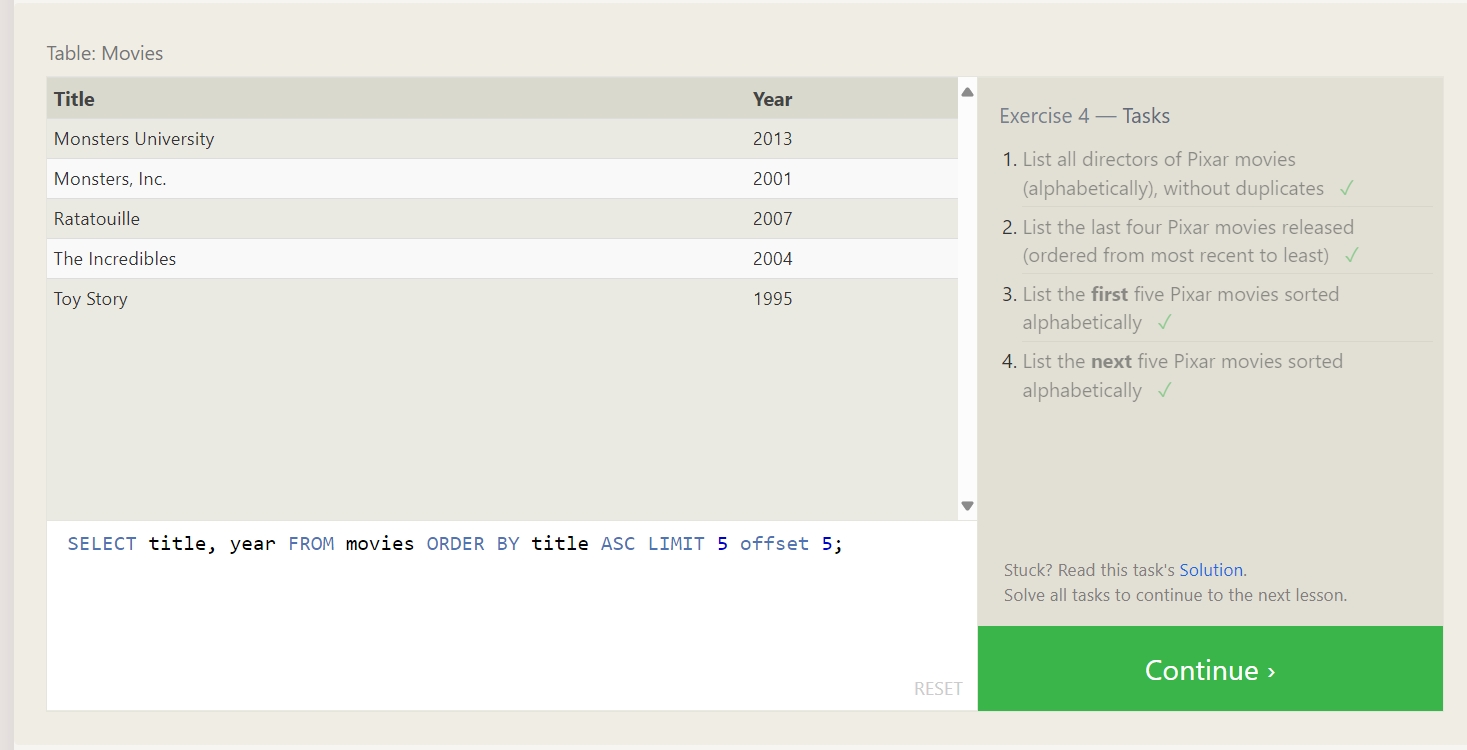 Table: Movies
Title Year
Monsters University 2013
Monsters, Inc. 2001
Ratatouille 2007
The Incredibles 2004
Toy Story 1995
SELECT title, year FROM movies ORDER BY title ASC LIMIT 5 offset 5;
RESET
Exercise 4 — Tasks
1. List all directors of Pixar movies
(alphabetically), without duplicates ✓
2. List the last four Pixar movies released
(ordered from most recent to least) ✓
3. List the first five Pixar movies sorted
alphabetically ✓
4. List the next five Pixar movies sorted
alphabetically ✓
Stuck? Read this task's Solution.
Solve all tasks to continue to the next lesson.
Continue ›